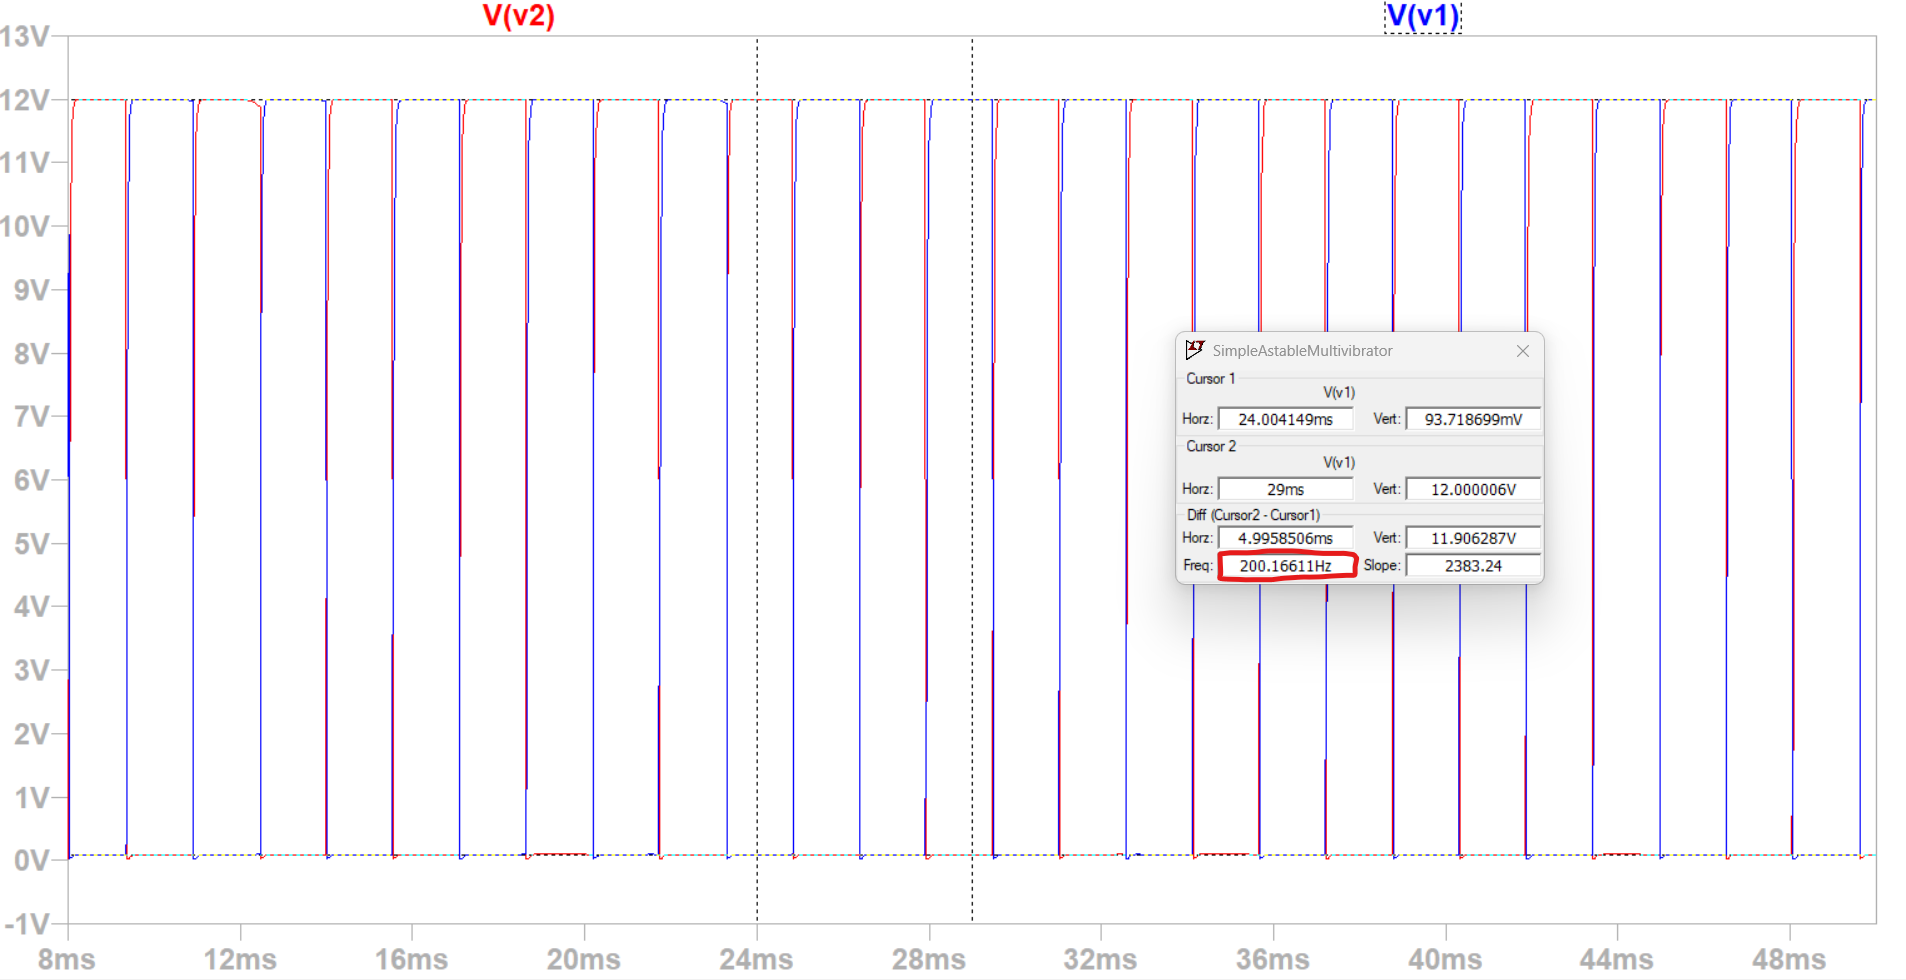 V(v2) V(v1)
13V
12V
11V
10V
9V
8V
7V
6V
5V
4V
3V
2V
1V
0V
-1V
8ms 12ms 16ms 20ms 24ms 28ms 32ms 36ms 40ms 44ms 48ms
SimpleAstableMultivibrator
Cursor 1
V(v1)
Horz: 24.004149ms Vert: 93.718699mV
Cursor 2
V(v1)
Horz: 29ms Vert: 12.000006V
Diff (Cursor2 - Cursor1)
Horz: 4.9958506ms Vert: 11.906287V
Freq: 200.16611Hz Slope: 2383.24